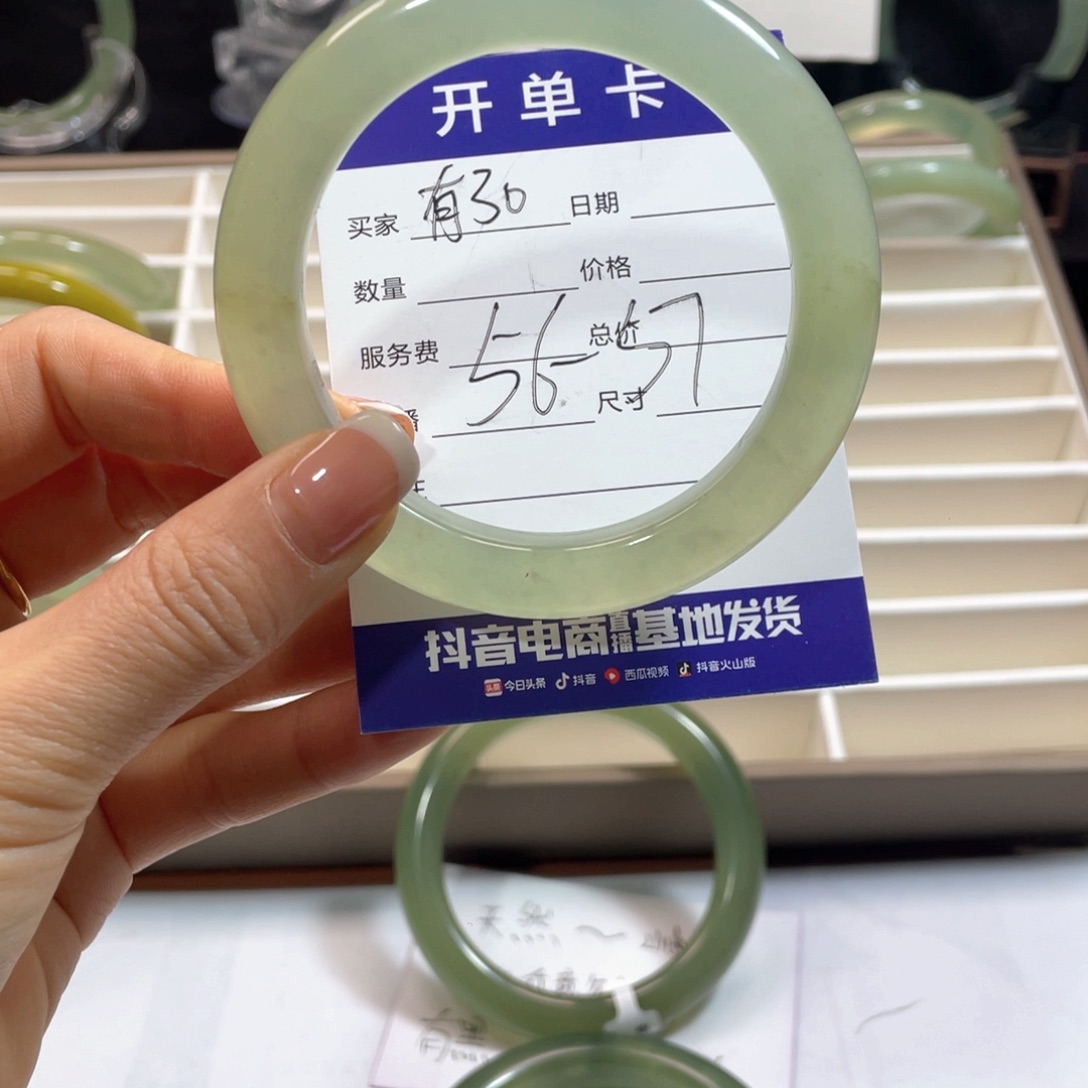 开单卡
买家 有30 日期
数量 价格
服务费 总价
56-57
尺寸
抖音电商直播基地发货
今日头条 抖音 西瓜视频 抖音火山版
天然